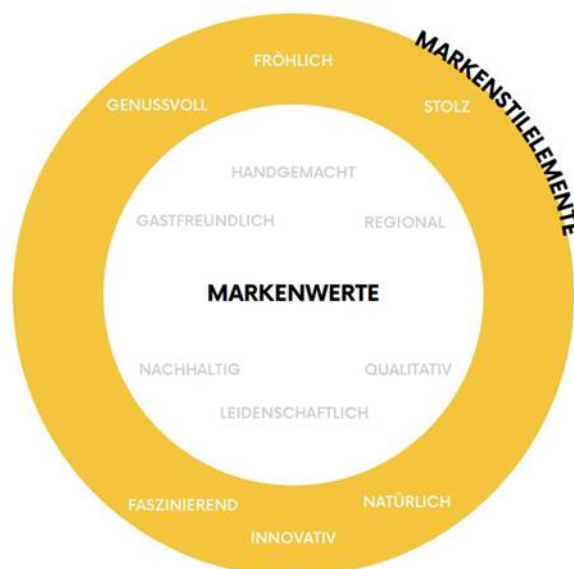 FRÖHLICH
GENUSSVOLL
STOLZ
MARKENSTILELEMENTE
HANDGEMACHT
GASTFREUNDLICH
REGIONAL
MARKENWERTE
NACHHALTIG
QUALITATIV
LEIDENSCHAFTLICH
FASZINIEREND
NATÜRLICH
INNOVATIV